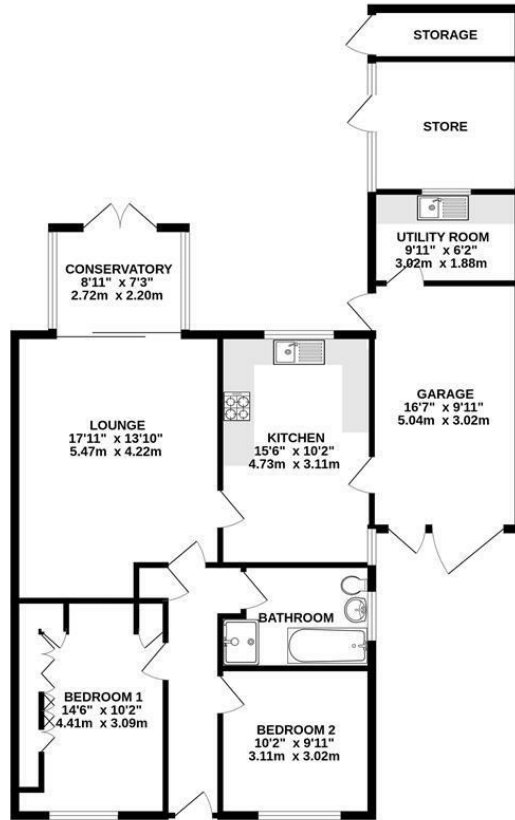 STORAGE
STORE
UTILITY ROOM
9'11" x 6'2"
3.02m x 1.88m
CONSERVATORY
8'11" x 7'3"
2.72m x 2.20m
GARAGE
16'7" x 9'11"
5.04m x 3.02m
LOUNGE
17'11" x 13'10"
5.47m x 4.22m
KITCHEN
15'6" x 10'2"
4.73m x 3.11m
BATHROOM
BEDROOM 1
14'6" x 10'2"
4.41m x 3.09m
BEDROOM 2
10'2" x 9'11"
3.11m x 3.02m